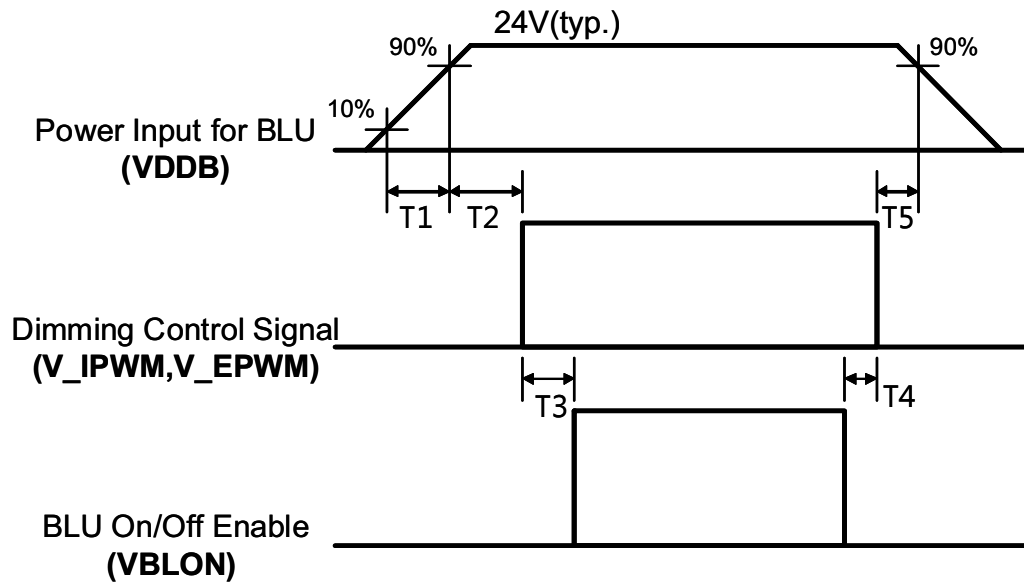 24V(typ.)
90%
90%
10%
Power Input for BLU
(VDDB)
T1
T2
T5
Dimming Control Signal
(V_IPWM,V_EPWM)
T3
T4
BLU On/Off Enable
(VBLON)